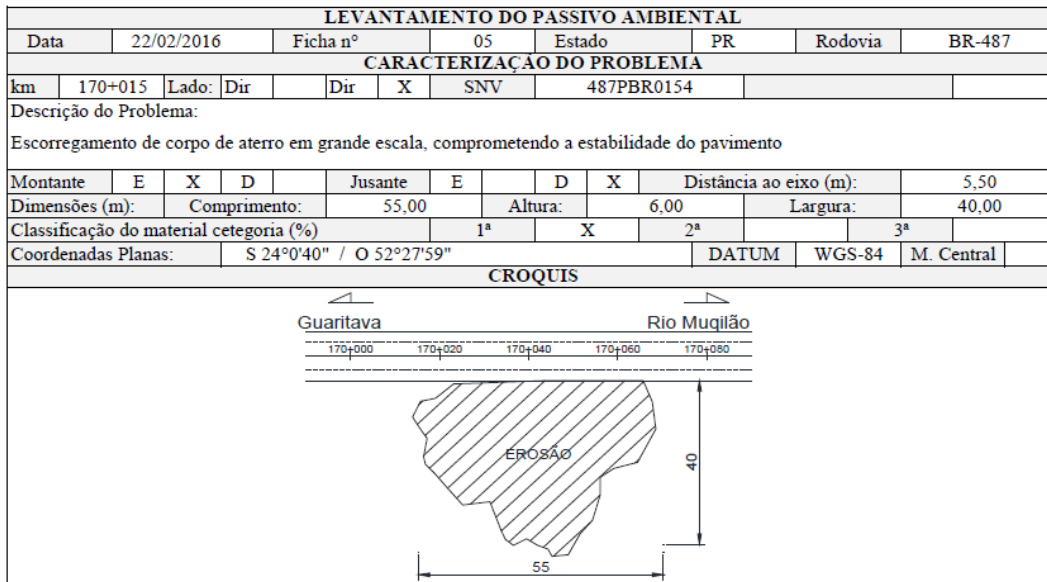 LEVANTAMENTO DO PASSIVO AMBIENTAL
Data 22/02/2016 Ficha nº 05 Estado PR Rodovia BR-487
CARACTERIZAÇÃO DO PROBLEMA
km 170+015 Lado: Dir Dir X SNV 487PBR0154
Descrição do Problema:
Escorregamento de corpo de aterro em grande escala, comprometendo a estabilidade do pavimento
Montante E X D Jusante E D X Distância ao eixo (m): 5,50
Dimensões (m): Comprimento: 55,00 Altura: 6,00 Largura: 40,00
Classificação do material cetegoria (%) 1ª X 2ª 3ª
Coordenadas Planas: S 24°0'40" / O 52°27'59" DATUM WGS-84 M. Central
CROQUIS
Guaritava Rio Muqilão
170+000 170+020 170+040 170+060 170+080
EROSÃO
40
55